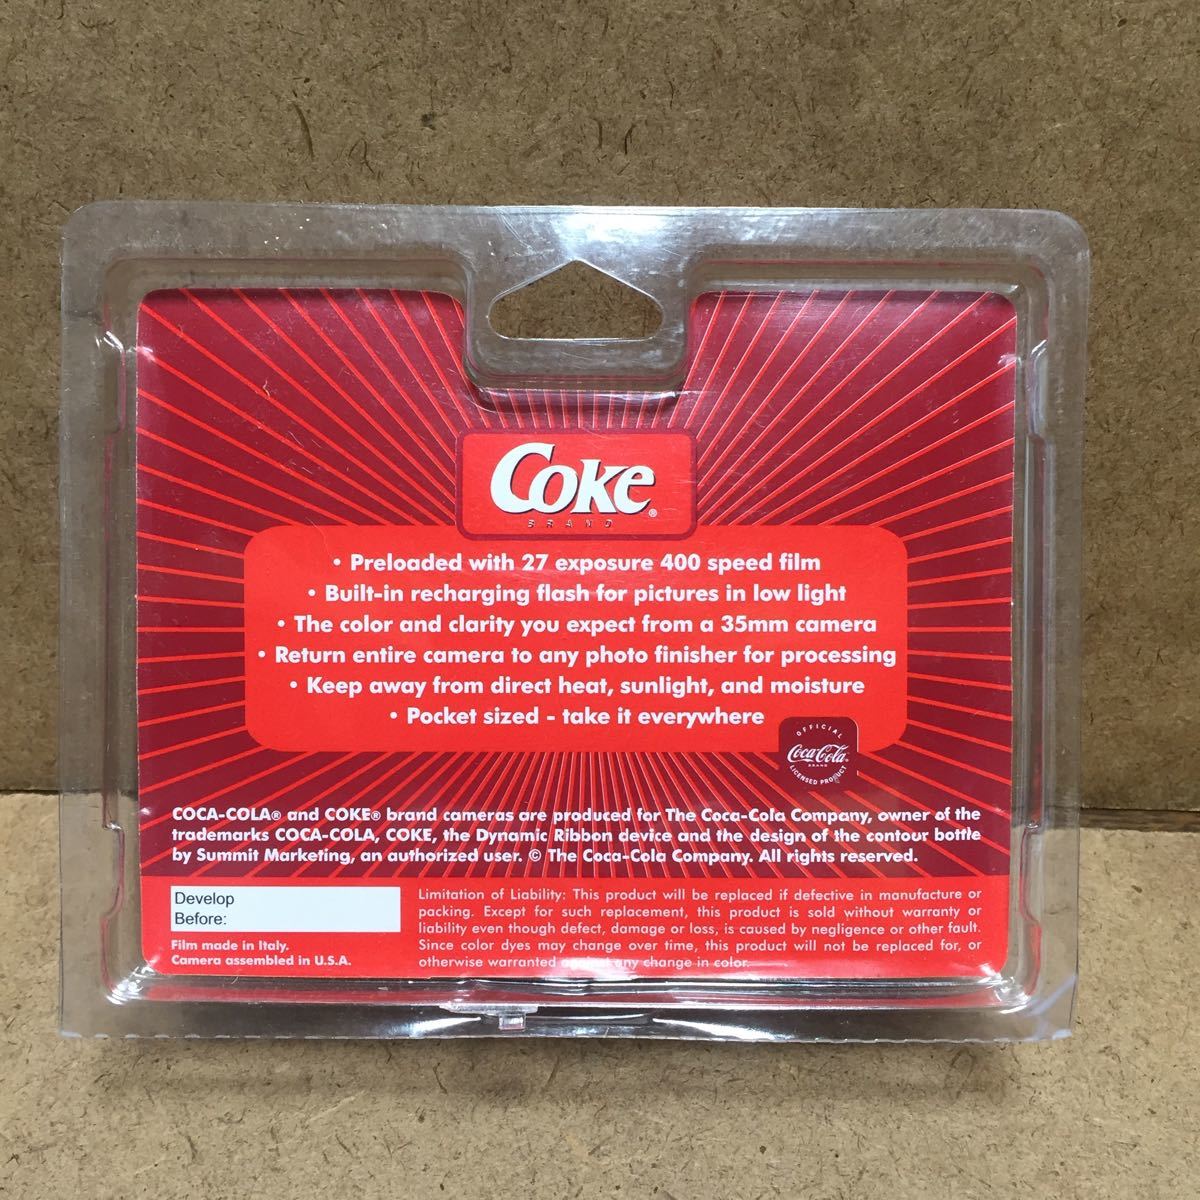 Coke®
BRAND
• Preloaded with 27 exposure 400 speed film
• Built-in recharging flash for pictures in low light
• The color and clarity you expect from a 35mm camera
• Return entire camera to any photo finisher for processing
• Keep away from direct heat, sunlight, and moisture
• Pocket sized - take it everywhere
OFFICIAL
Coca-Cola
BRAND
LICENSED PRODUCT
COCA-COLA® and COKE® brand cameras are produced for The Coca-Cola Company, owner of the
trademarks COCA-COLA, COKE, the Dynamic Ribbon device and the design of the contour bottle
by Summit Marketing, an authorized user. © The Coca-Cola Company. All rights reserved.
Develop
Before:
Film made in Italy.
Camera assembled in U.S.A.
Limitation of Liability: This product will be replaced if defective in manufacture or
packing. Except for such replacement, this product is sold without warranty or
liability even though defect, damage or loss, is caused by negligence or other fault.
Since color dyes may change over time, this product will not be replaced for, or
otherwise warranted against any change in color.